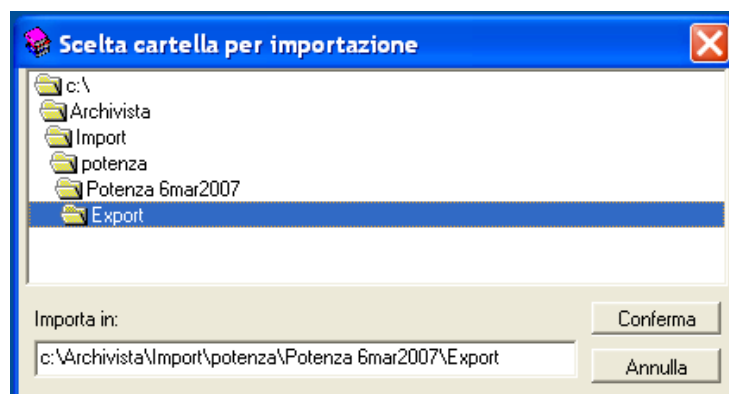 Scelta cartella per importazione
c:\
Archivista
Import
potenza
Potenza 6mar2007
Export
Importa in:
Conferma
c:\Archivista\Import\potenza\Potenza 6mar2007\Export
Annulla